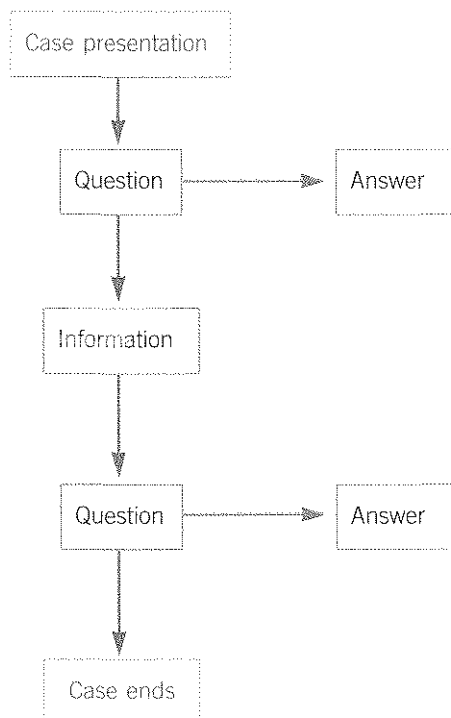 Case presentation
Question
Answer
Information
Question
Answer
Case ends